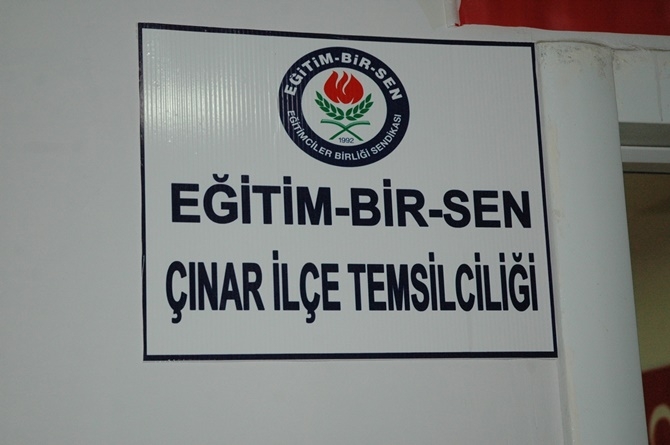 EĞİTİM-BİR-SEN
1992
EĞİTİMCİLER BİRLİĞİ SENDİKASI
EĞİTİM-BİR-SEN
ÇINAR İLÇE TEMSİLCİLİĞİ